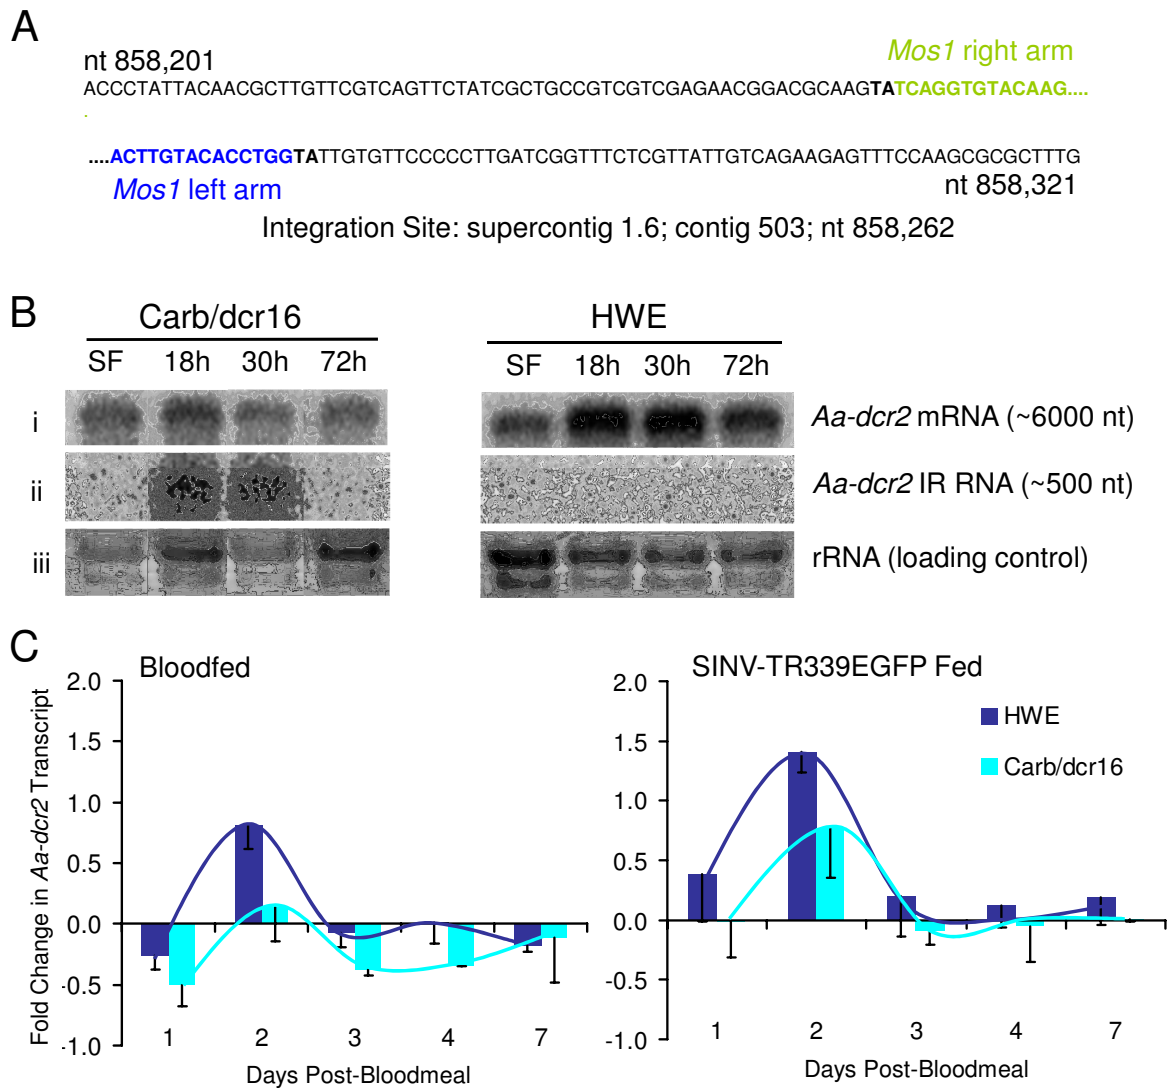 A
nt 858,201
Mos1 right arm
ACCCTATTACAACGCTTGTTCGTCAGTTCTATCGCTGCCGTCGTCGAGAACGGACGCAAGTATCAGGTGTACAAG....
.
....ACTTGTACACCTGGTATTGTGTTCCCCCTTGATCGGTTTCTCGTTATTGTCAGAAGAGTTTCCAAGCGCGCTTTG
Mos1 left arm
nt 858,321
Integration Site: supercontig 1.6; contig 503; nt 858,262
B
Carb/dcr16
HWE
SF 18h 30h 72h
SF 18h 30h 72h
i
Aa-dcr2 mRNA (~6000 nt)
ii
Aa-dcr2 IR RNA (~500 nt)
iii
rRNA (loading control)
C
Bloodfed
Fold Change in Aa-dcr2 Transcript
2.0
1.5
1.0
0.5
0.0
-0.5
-1.0
1 2 3 4 7
Days Post-Bloodmeal
SINV-TR339EGFP Fed
2.0
1.5
1.0
0.5
0.0
-0.5
-1.0
HWE
Carb/dcr16
1 2 3 4 7
Days Post-Bloodmeal